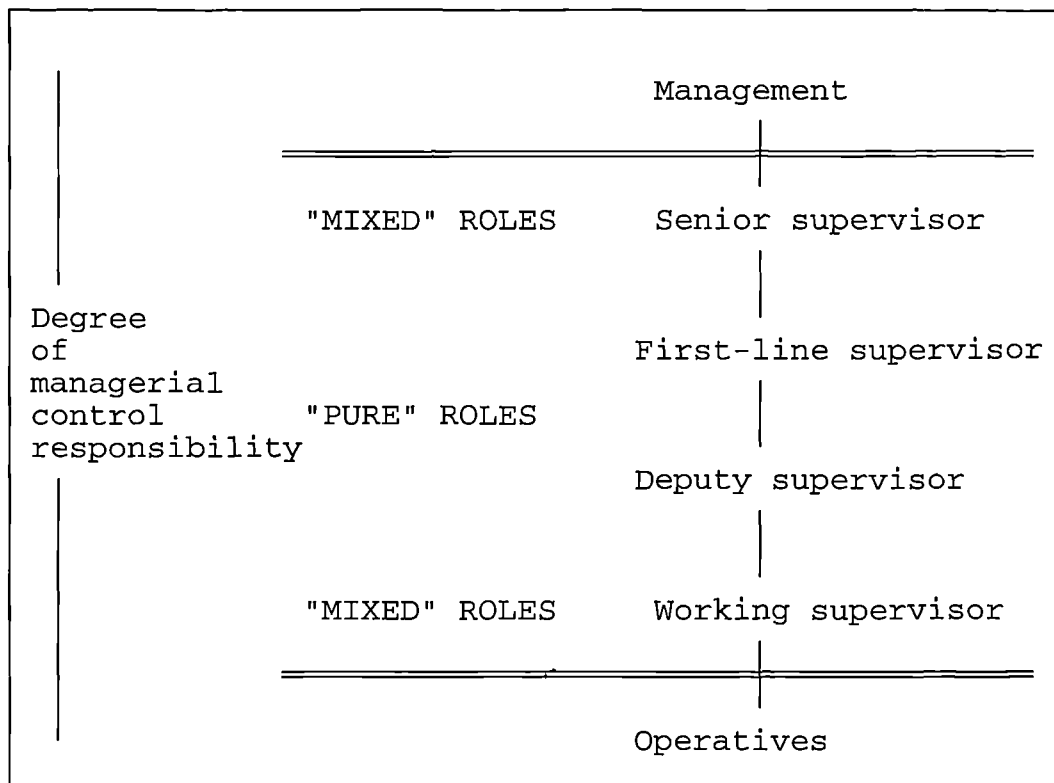 Management
"MIXED" ROLES Senior supervisor
Degree
of
managerial
control
responsibility
First-line supervisor
"PURE" ROLES
Deputy supervisor
"MIXED" ROLES Working supervisor
Operatives